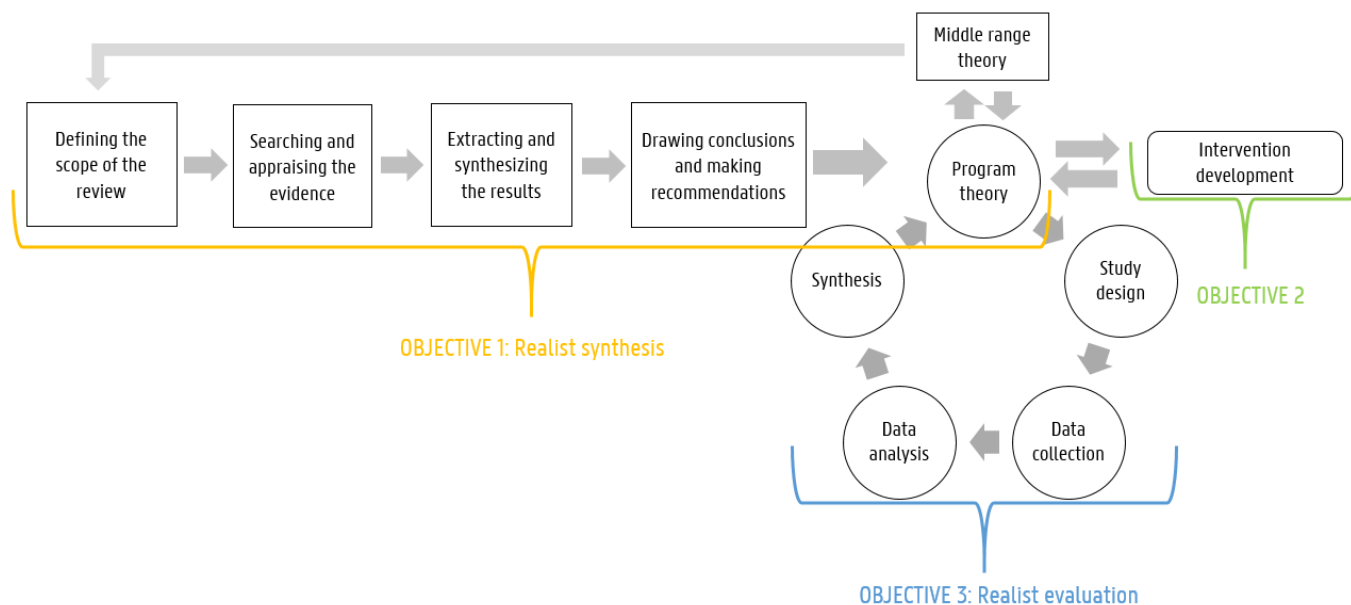 Middle range
theory
Defining the
scope of the
review
Searching and
appraising the
evidence
Extracting and
synthesizing
the results
Drawing conclusions
and making
recommendations
Program
theory
Intervention
development
Synthesis
Study
design
OBJECTIVE 2
OBJECTIVE 1: Realist synthesis
Data
analysis
Data
collection
OBJECTIVE 3: Realist evaluation